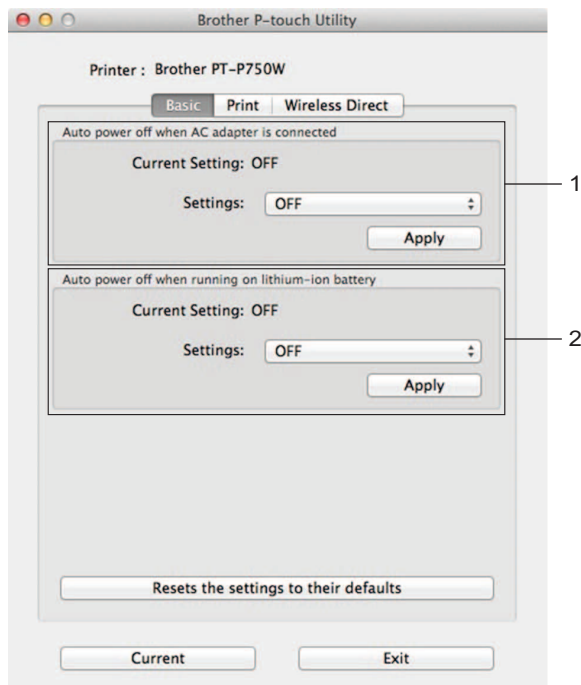 Brother P-touch Utility
Printer : Brother PT-P750W
Basic Print Wireless Direct
Auto power off when AC adapter is connected
Current Setting: OFF
Settings: OFF
Apply
1
Auto power off when running on lithium-ion battery
Current Setting: OFF
Settings: OFF
Apply
2
Resets the settings to their defaults
Current Exit